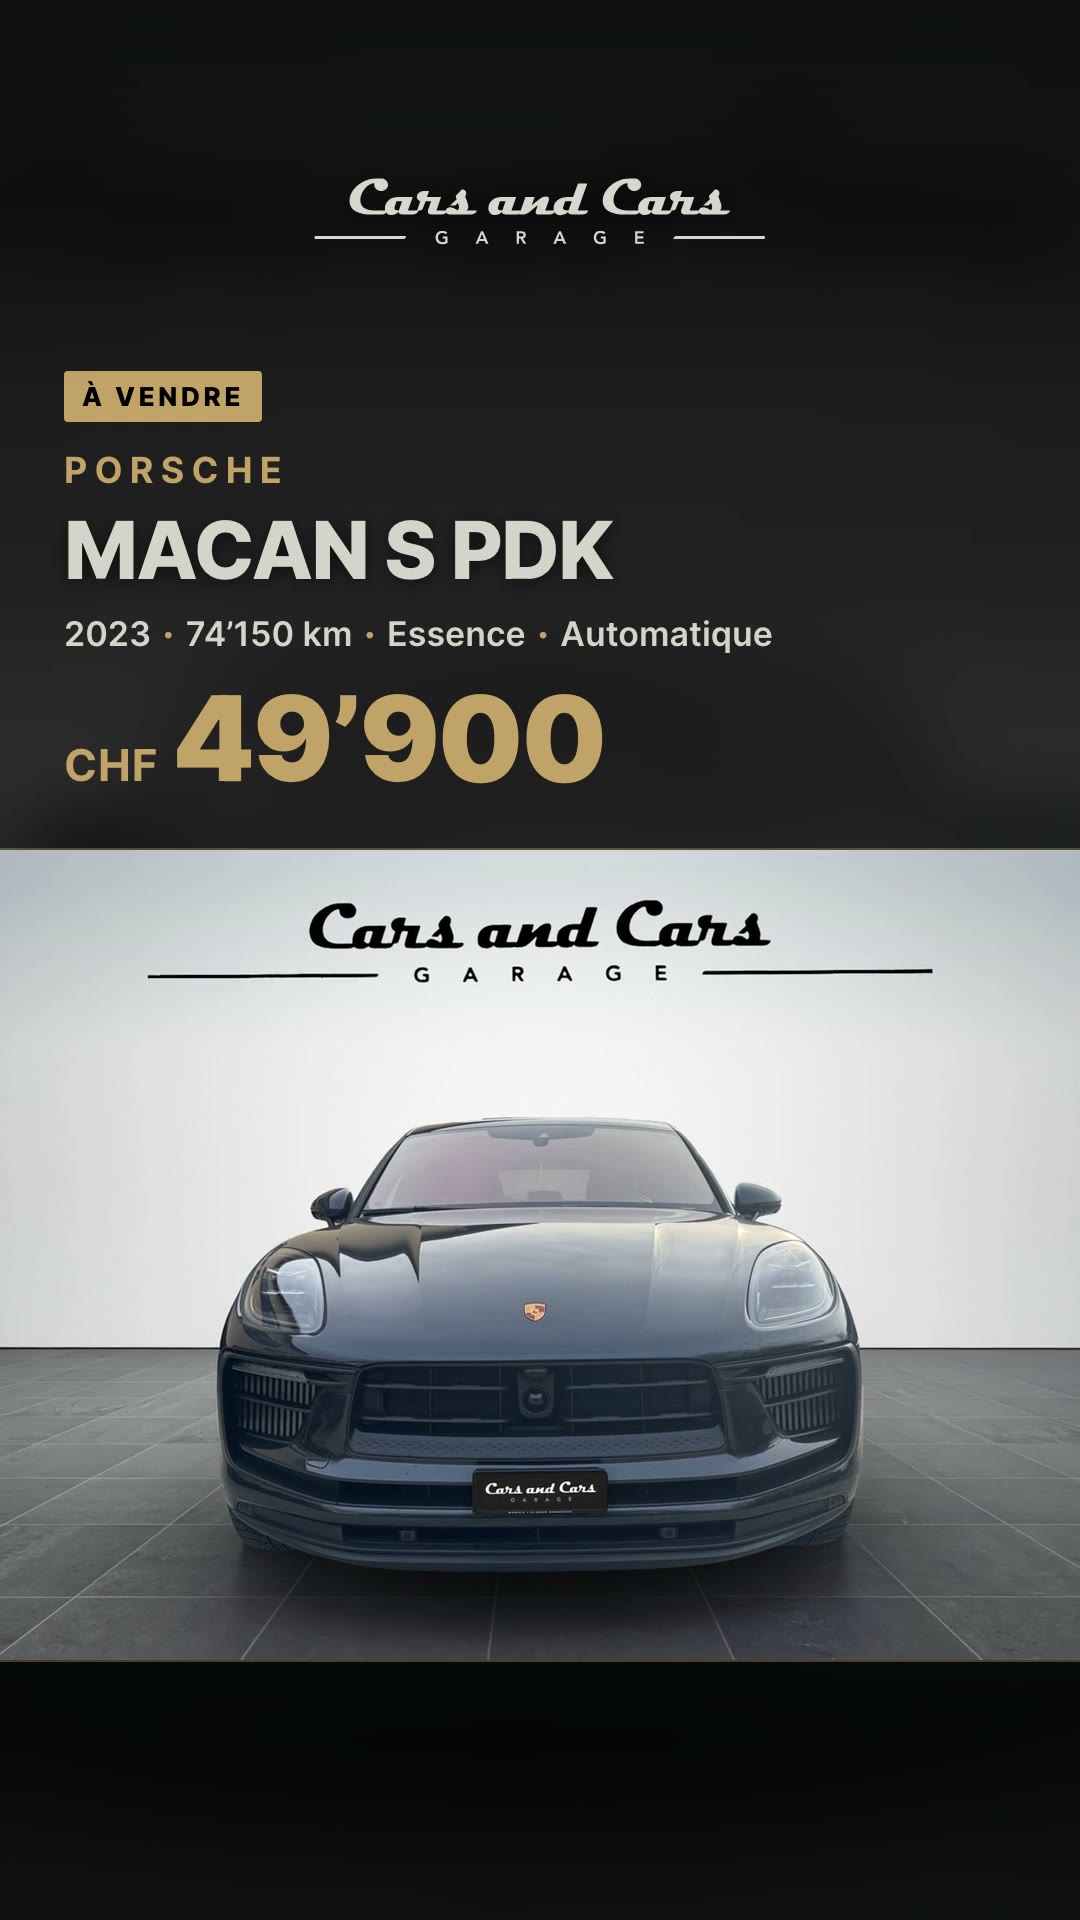 Cars and Cars
GARAGE
À VENDRE
PORSCHE
MACAN S PDK
2023 · 74’150 km · Essence · Automatique
CHF 49’900
Cars and Cars
GARAGE
Cars and Cars
GARAGE